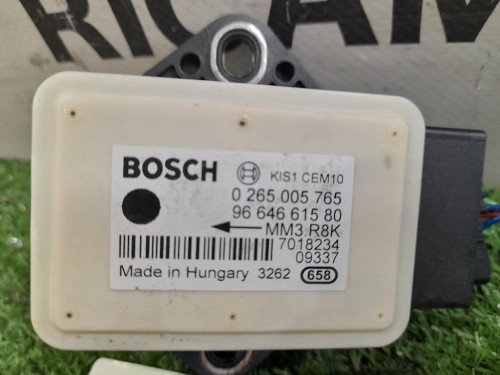 RICAM
BOSCH KIS1 CEM10
0 265 005 765
96 646 615 80
MM3 R8K
7018234
09337
Made in Hungary 3262 658